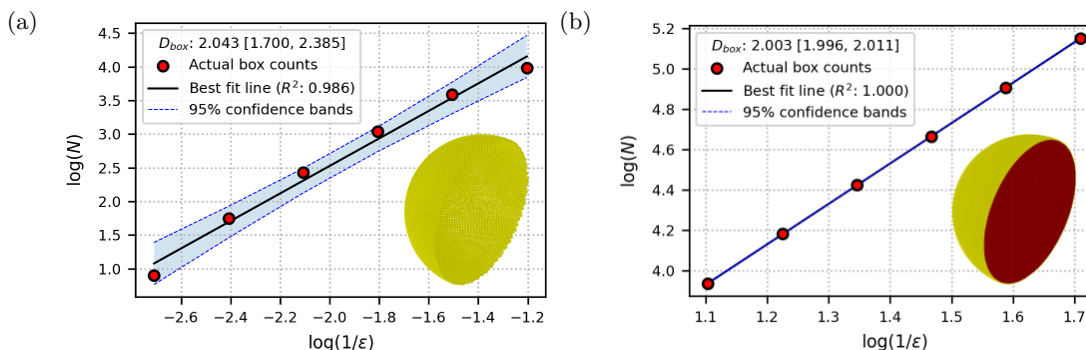 (a)
D_box: 2.043 [1.700, 2.385]
Actual box counts
Best fit line (R²: 0.986)
95% confidence bands
4.5
4.0
3.5
3.0
2.5
2.0
1.5
1.0
log(N)
−2.6 −2.4 −2.2 −2.0 −1.8 −1.6 −1.4 −1.2
log(1/ε)
(b)
D_box: 2.003 [1.996, 2.011]
Actual box counts
Best fit line (R²: 1.000)
95% confidence bands
5.2
5.0
4.8
4.6
4.4
4.2
4.0
log(N)
1.1 1.2 1.3 1.4 1.5 1.6 1.7
log(1/ε)